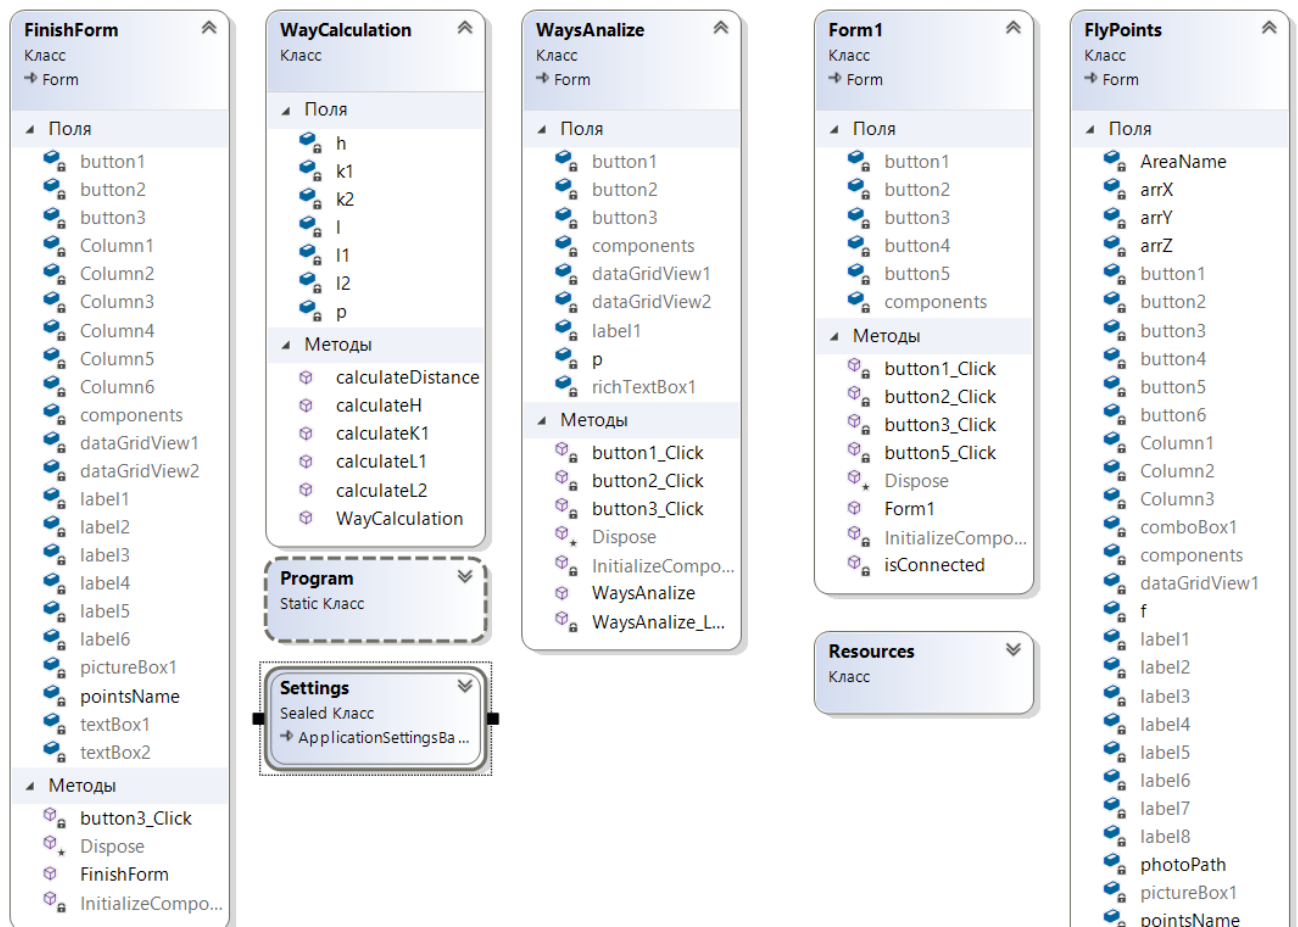 FinishForm
Класс
Form
Поля
button1
button2
button3
Column1
Column2
Column3
Column4
Column5
Column6
components
dataGridView1
dataGridView2
label1
label2
label3
label4
label5
label6
pictureBox1
pointsName
textBox1
textBox2
Методы
button3_Click
Dispose
FinishForm
InitializeCompo...
WayCalculation
Класс
Поля
h
k1
k2
l
l1
l2
p
Методы
calculateDistance
calculateH
calculateK1
calculateL1
calculateL2
WayCalculation
Program
Static Класс
Settings
Sealed Класс
ApplicationSettingsBa...
WaysAnalize
Класс
Form
Поля
button1
button2
button3
components
dataGridView1
dataGridView2
label1
p
richTextBox1
Методы
button1_Click
button2_Click
button3_Click
Dispose
InitializeCompo...
WaysAnalize
WaysAnalize_L...
Form1
Класс
Form
Поля
button1
button2
button3
button4
button5
components
Методы
button1_Click
button2_Click
button3_Click
button5_Click
Dispose
Form1
InitializeCompo...
isConnected
Resources
Класс
FlyPoints
Класс
Form
Поля
AreaName
arrX
arrY
arrZ
button1
button2
button3
button4
button5
button6
Column1
Column2
Column3
comboBox1
components
dataGridView1
f
label1
label2
label3
label4
label5
label6
label7
label8
photoPath
pictureBox1
pointsName